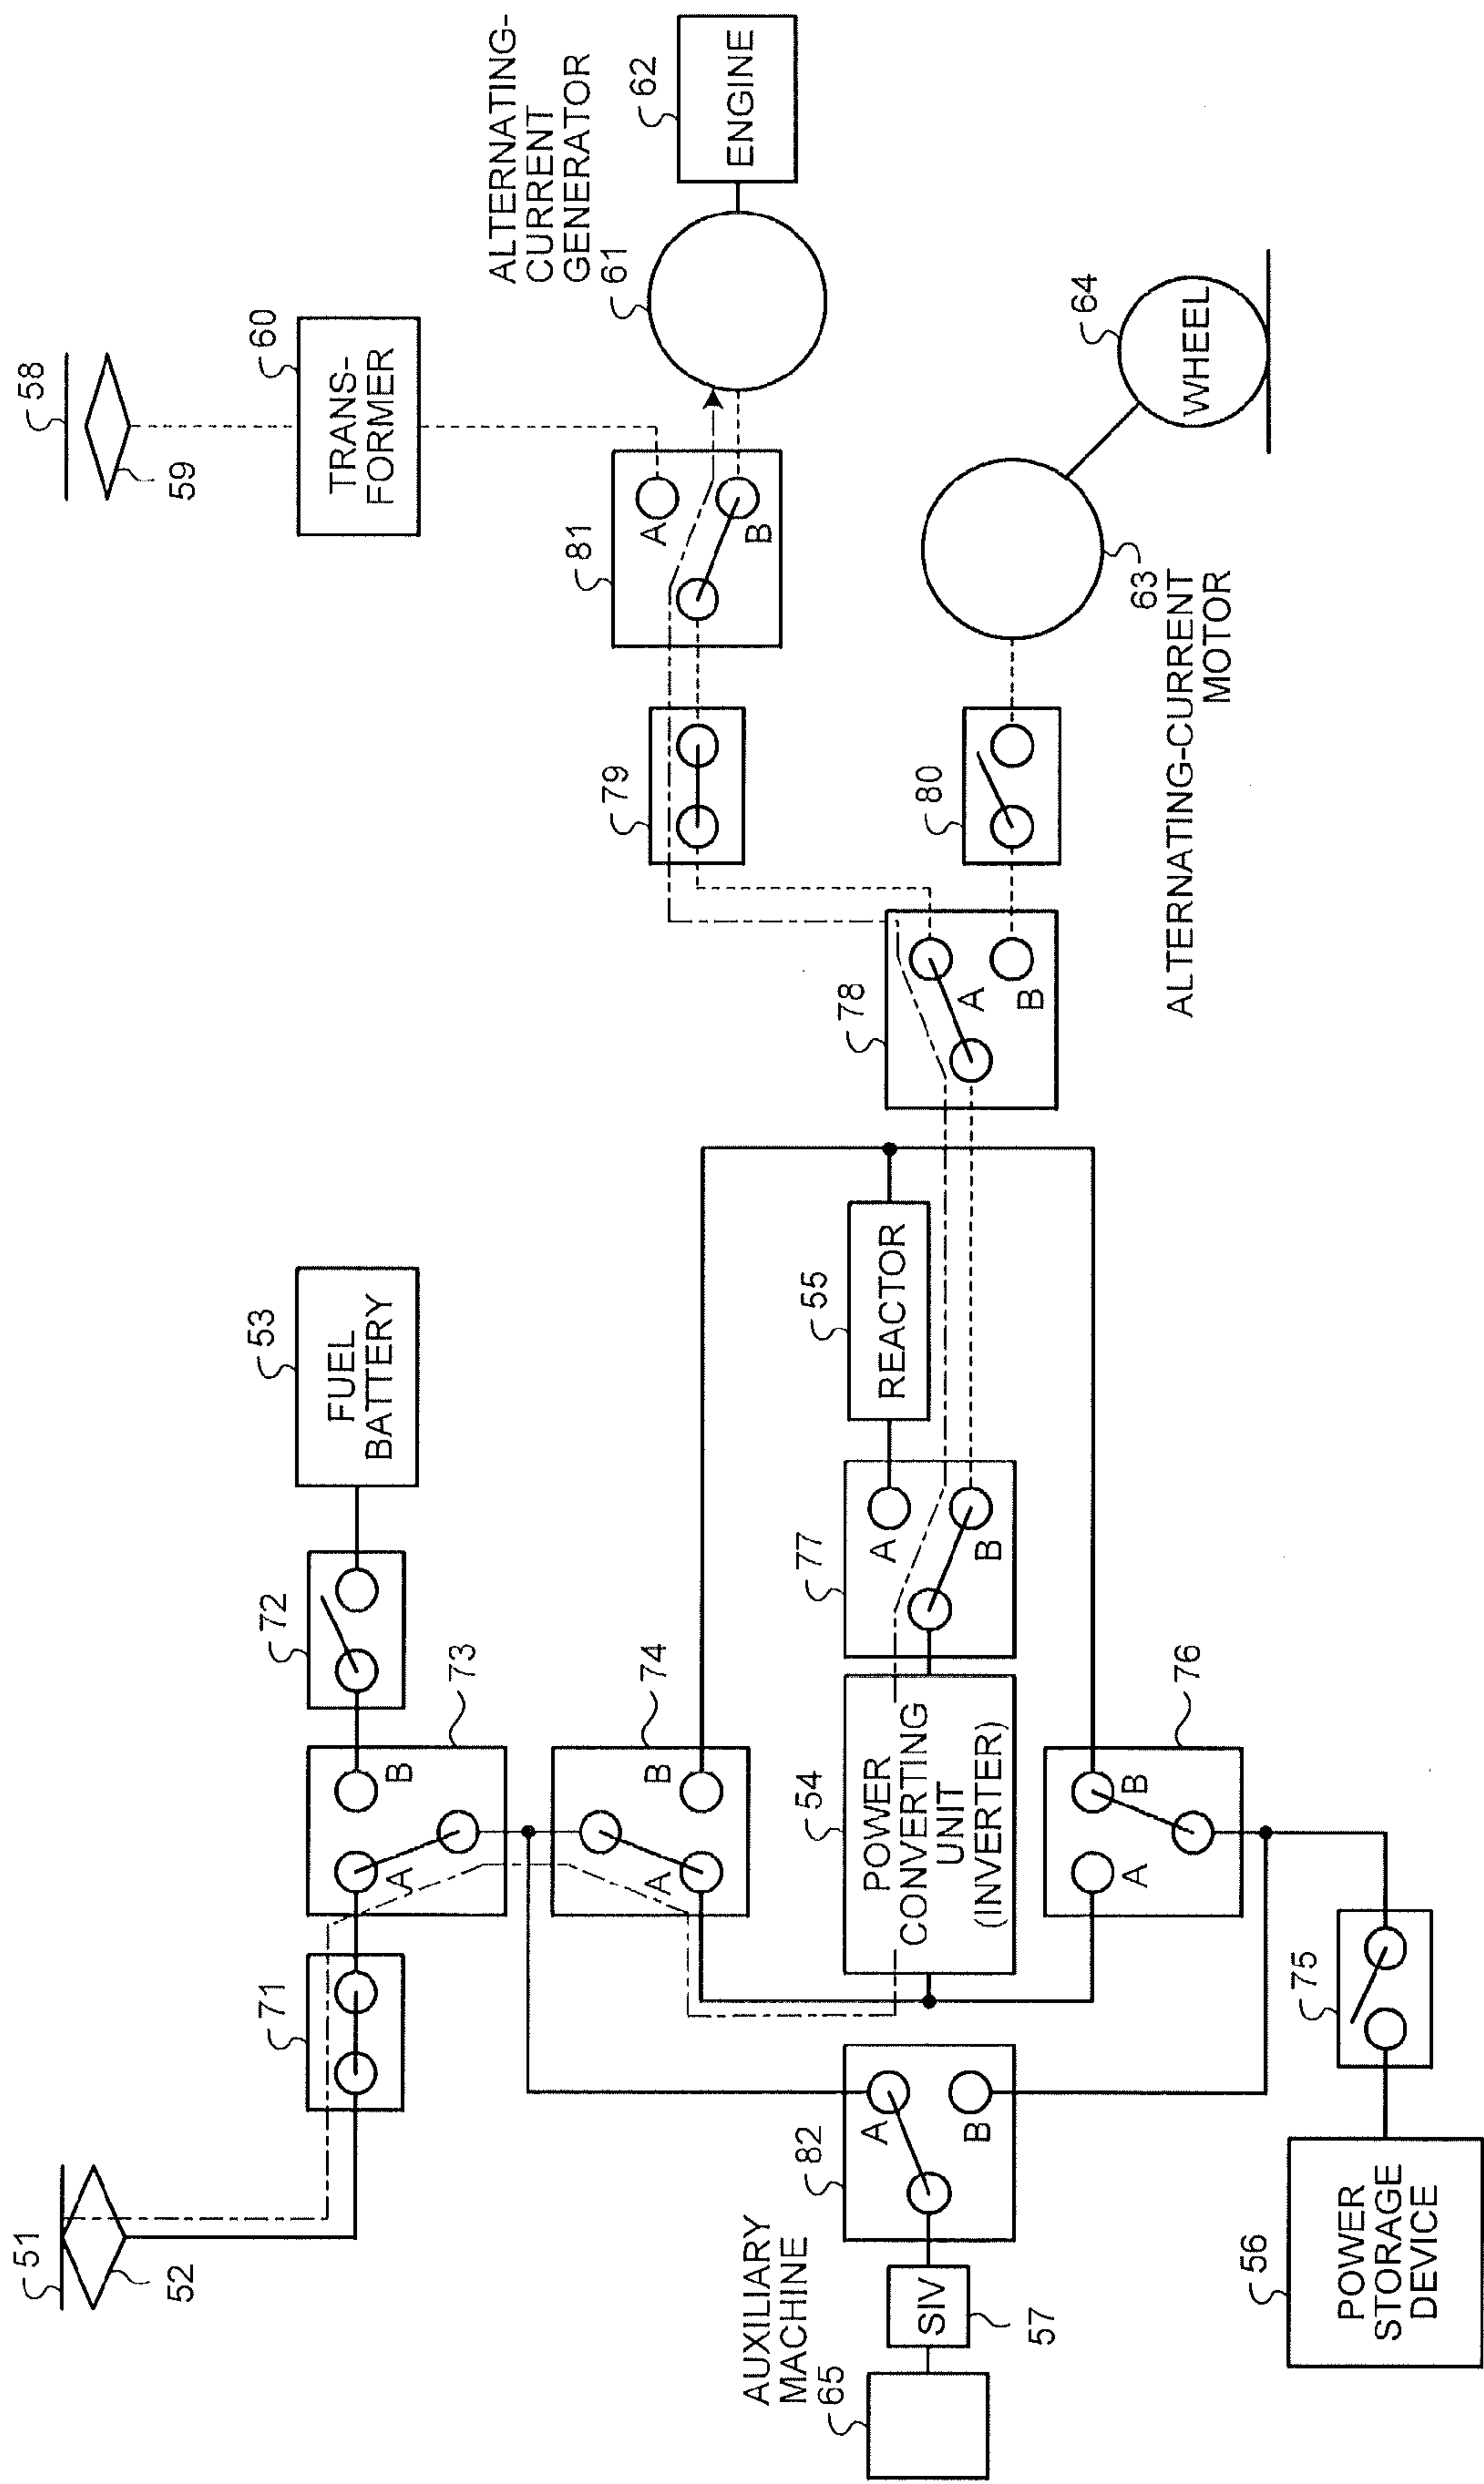 51
52
71
72
53
FUEL
BATTERY
73
74
A
B
A
B
58
59
60
TRANS-
FORMER
ALTERNATING-
CURRENT
GENERATOR
61
62
ENGINE
81
A
B
79
AUXILIARY
MACHINE
65
SIV
57
82
A
B
54
POWER
CONVERTING
UNIT
(INVERTER)
77
A
B
55
REACTOR
78
A
B
80
63
ALTERNATING-CURRENT
MOTOR
64
WHEEL
76
A
B
56
POWER
STORAGE
DEVICE
75